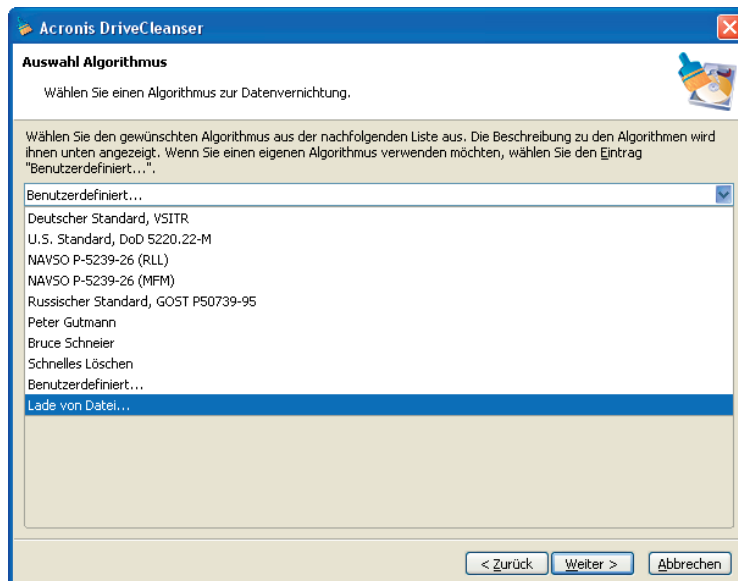 Acronis DriveCleanser
Auswahl Algorithmus
Wählen Sie einen Algorithmus zur Datenvernichtung.
Wählen Sie den gewünschten Algorithmus aus der nachfolgenden Liste aus. Die Beschreibung zu den Algorithmen wird
ihnen unten angezeigt. Wenn Sie einen eigenen Algorithmus verwenden möchten, wählen Sie den Eintrag
"Benutzerdefiniert...".
Benutzerdefiniert...
Deutscher Standard, VSITR
U.S. Standard, DoD 5220.22-M
NAVSO P-5239-26 (RLL)
NAVSO P-5239-26 (MFM)
Russischer Standard, GOST P50739-95
Peter Gutmann
Bruce Schneier
Schnelles Löschen
Benutzerdefiniert...
Lade von Datei...
< Zurück Weiter > Abbrechen